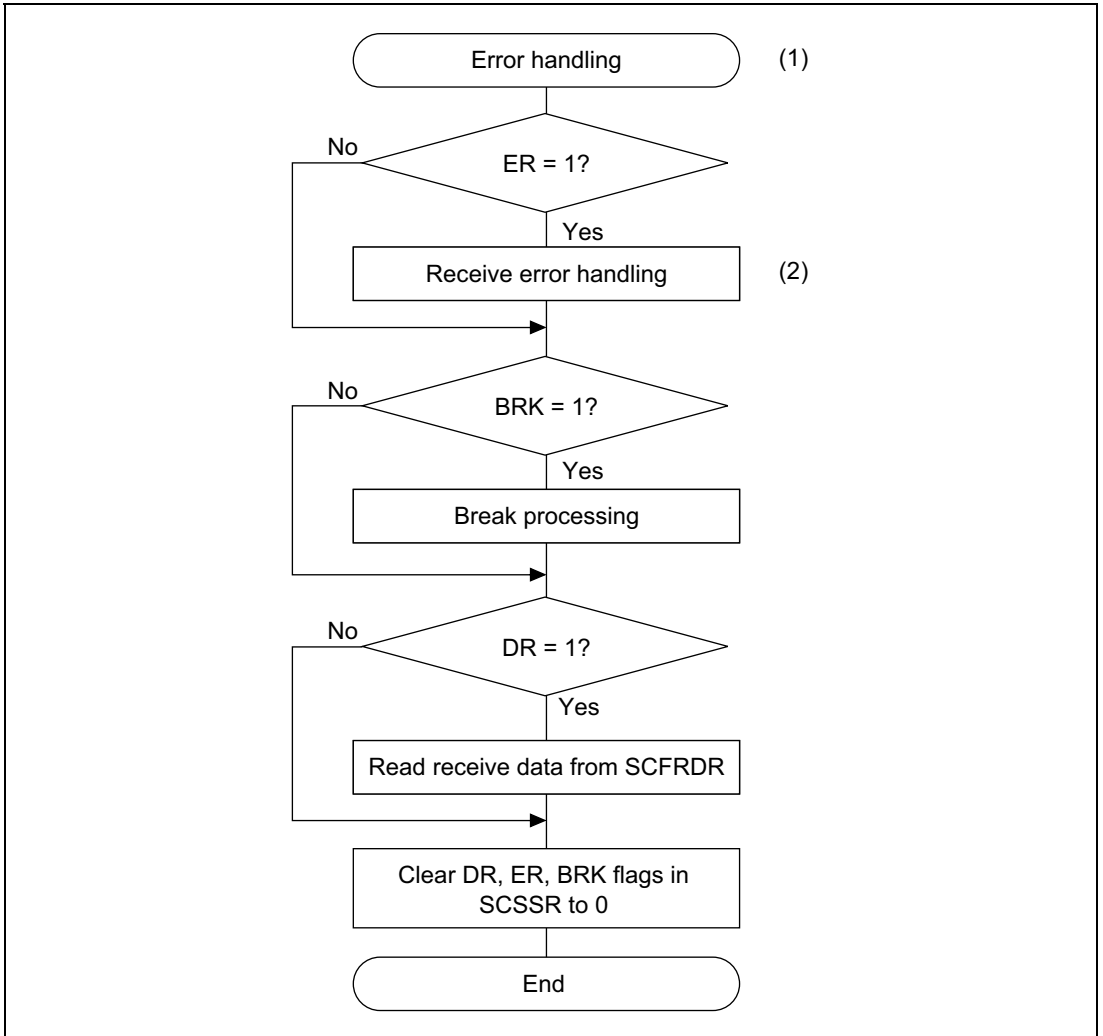 Error handling (1)
No
ER = 1?
Yes
Receive error handling (2)
No
BRK = 1?
Yes
Break processing
No
DR = 1?
Yes
Read receive data from SCFRDR
Clear DR, ER, BRK flags in
SCSSR to 0
End